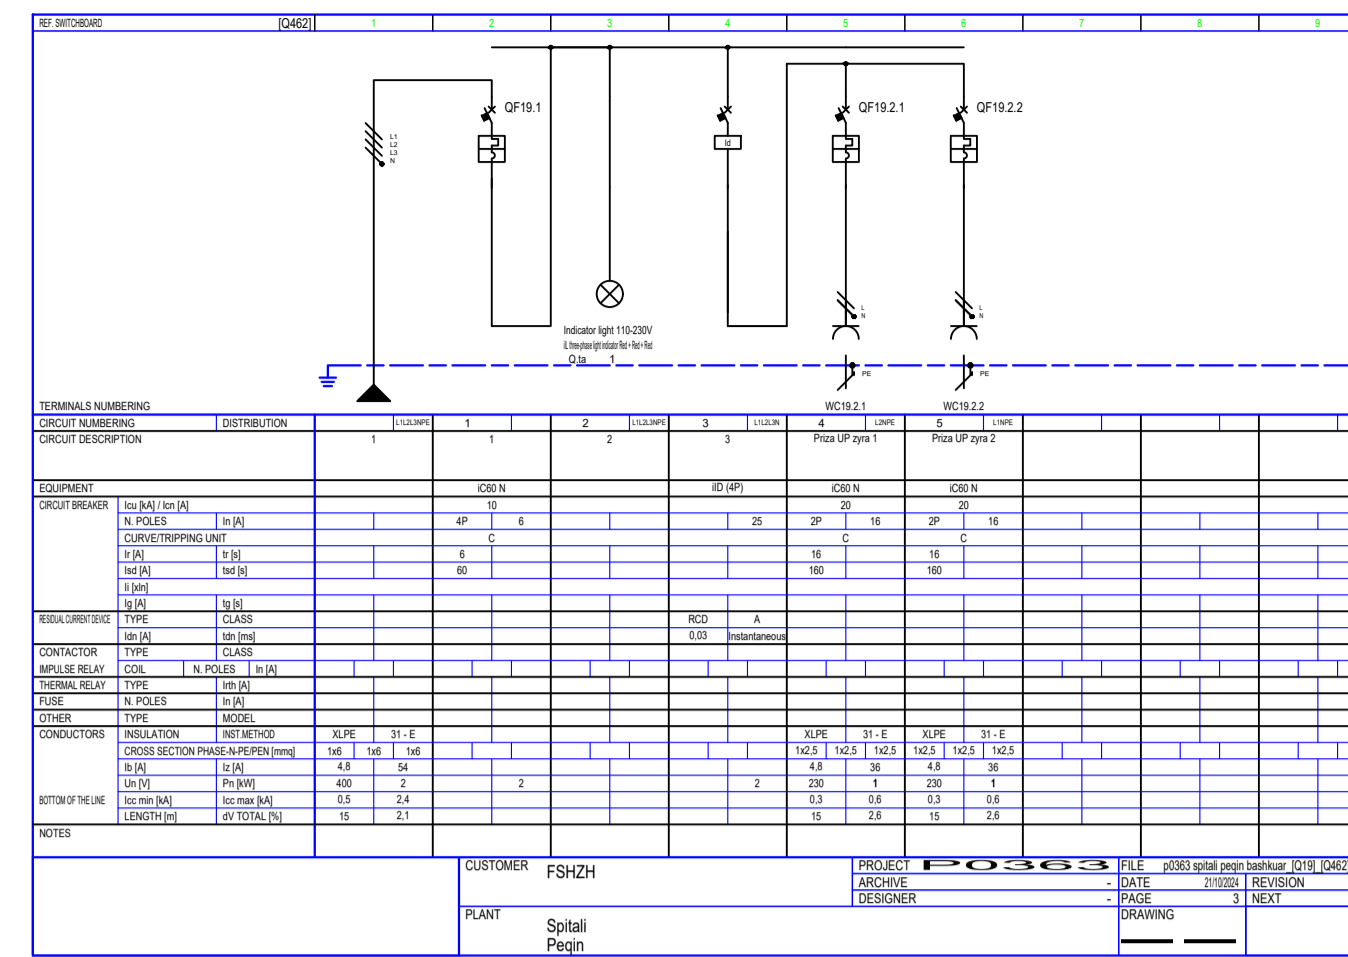 REF. SWITCHBOARD [Q462] 1 2 3 4 5 6 7 8 9
QF19.1 QF19.2.1 QF19.2.2
L1
L2
L3
N
Id
L L
N N
Indicator light 110-230V
iL three-phase light indicator Red + Red + Red
Q.ta 1
PE PE
TERMINALS NUMBERING WC19.2.1 WC19.2.2
CIRCUIT NUMBERING DISTRIBUTION L1L2L3NPE 1 2 L1L2L3NPE 3 L1L2L3N 4 L2NPE 5 L1NPE
CIRCUIT DESCRIPTION 1 1 2 3 Priza UP zyra 1 Priza UP zyra 2
EQUIPMENT iC60 N iID (4P) iC60 N iC60 N
CIRCUIT BREAKER Icu [kA] / Icn [A] 10 20 20
N. POLES In [A] 4P 6 25 2P 16 2P 16
CURVE/TRIPPING UNIT C C C
Ir [A] tr [s] 6 16 16
Isd [A] tsd [s] 60 160 160
Ii [xIn]
Ig [A] tg [s]
RESIDUAL CURRENT DEVICE TYPE CLASS RCD A
Idn [A] tdn [ms] 0,03 Instantaneous
CONTACTOR TYPE CLASS
IMPULSE RELAY COIL N. POLES In [A]
THERMAL RELAY TYPE Irth [A]
FUSE N. POLES In [A]
OTHER TYPE MODEL
CONDUCTORS INSULATION INST.METHOD XLPE 31 - E XLPE 31 - E XLPE 31 - E
CROSS SECTION PHASE-N-PE/PEN [mmq] 1x6 1x6 1x6 1x2,5 1x2,5 1x2,5 1x2,5 1x2,5 1x2,5
Ib [A] Iz [A] 4,8 54 4,8 36 4,8 36
Un [V] Pn [kW] 400 2 2 2 230 1 230 1
BOTTOM OF THE LINE Icc min [kA] Icc max [kA] 0,5 2,4 0,3 0,6 0,3 0,6
LENGTH [m] dV TOTAL [%] 15 2,1 15 2,6 15 2,6
NOTES
CUSTOMER FSHZH PROJECT P0363 FILE p0363 spitali peqin bashkuar_[Q19]_[Q462]
ARCHIVE - DATE 21/10/2024 REVISION
DESIGNER - PAGE 3 NEXT
PLANT DRAWING
Spitali
Peqin